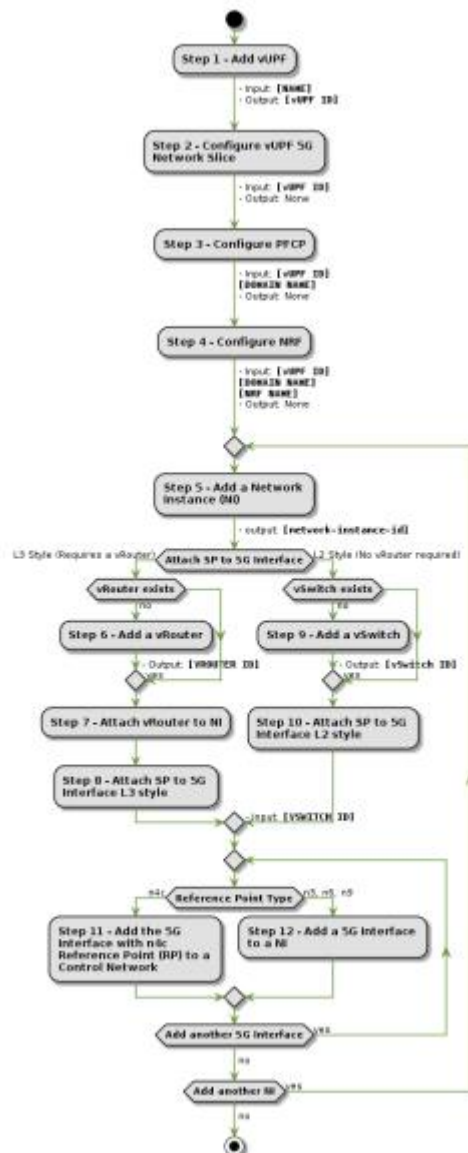 Step 1 - Add vUPF
- Input: [NAME]
- Output: [vUPF ID]
Step 2 - Configure vUPF 5G
Network Slice
- Input: [vUPF ID]
- Output: None
Step 3 - Configure PFCP
- Input: [vUPF ID]
[DOMAIN NAME]
- Output: None
Step 4 - Configure NRF
- Input: [vUPF ID]
[DOMAIN NAME]
[NRF NAME]
- Output: None
Step 5 - Add a Network
Instance (NI)
- output [network-instance-id]
L3 Style (Requires a vRouter)
Attach SP to 5G Interface
L2 Style (No vRouter required)
vRouter exists
no
Step 6 - Add a vRouter
- Output: [VROUTER ID]
yes
Step 7 - Attach vRouter to NI
Step 8 - Attach SP to 5G
Interface L3 style
vSwitch exists
no
Step 9 - Add a vSwitch
- Output: [vSwitch ID]
yes
Step 10 - Attach SP to 5G
Interface L2 style
- input [VSWITCH ID]
Reference Point Type
n4c
n3, n6, n9
Step 11 - Add the 5G
Interface with n4c
Reference Point (RP) to a
Control Network
Step 12 - Add a 5G Interface
to a NI
Add another 5G Interface
yes
no
Add another NI
yes
no